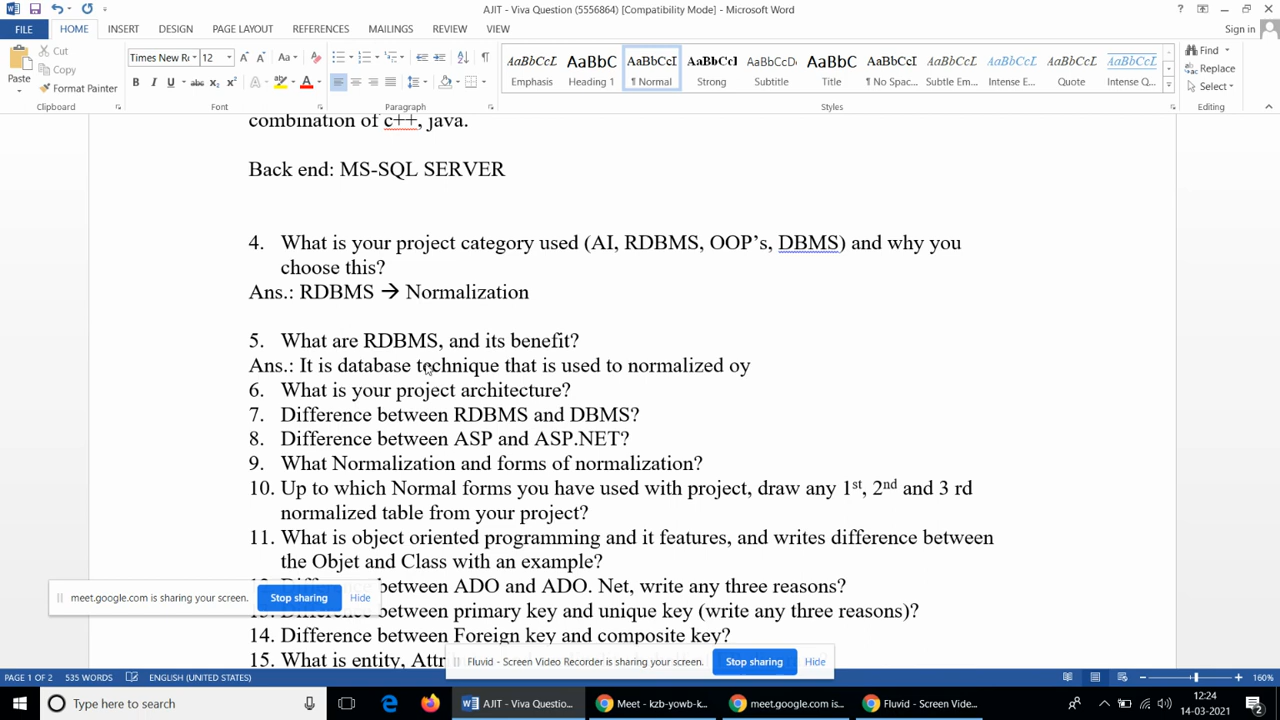 AJIT - Viva Question (5556864) [Compatibility Mode] - Microsoft Word
FILE HOME INSERT DESIGN PAGE LAYOUT REFERENCES MAILINGS REVIEW VIEW Sign in
Paste Cut Copy Format Painter
Times New Ro 12
AaBbCcI Emphasis
AaBbC Heading 1
AaBbCcI ¶ Normal
AaBbCcI Strong
AaBbCcD Subtitle
AaBbC Title
AaBbCcI ¶ No Spac...
AaBbCcI Subtle Em...
AaBbCcI Intense E...
AaBbCcI Quote
AaBbCcI Intense Q...
Find Replace Select
Clipboard Font Paragraph Styles Editing
combination of c++, java.
Back end: MS-SQL SERVER
4. What is your project category used (AI, RDBMS, OOP’s, DBMS) and why you
choose this?
Ans.: RDBMS → Normalization
5. What are RDBMS, and its benefit?
Ans.: It is database technique that is used to normalized oy
6. What is your project architecture?
7. Difference between RDBMS and DBMS?
8. Difference between ASP and ASP.NET?
9. What Normalization and forms of normalization?
10. Up to which Normal forms you have used with project, draw any 1st, 2nd and 3 rd
normalized table from your project?
11. What is object oriented programming and it features, and writes difference between
the Objet and Class with an example?
between ADO and ADO. Net, write any three reasons?
meet.google.com is sharing your screen. Stop sharing Hide
between primary key and unique key (write any three reasons)?
14. Difference between Foreign key and composite key?
15. What is entity, Attr
Fluvid - Screen Video Recorder is sharing your screen. Stop sharing Hide
PAGE 1 OF 2 535 WORDS ENGLISH (UNITED STATES) 160%
Type here to search
AJIT - Viva Questio...
Meet - kzb-yowb-k...
meet.google.com is...
Fluvid - Screen Vide...
12:24
14-03-2021
2